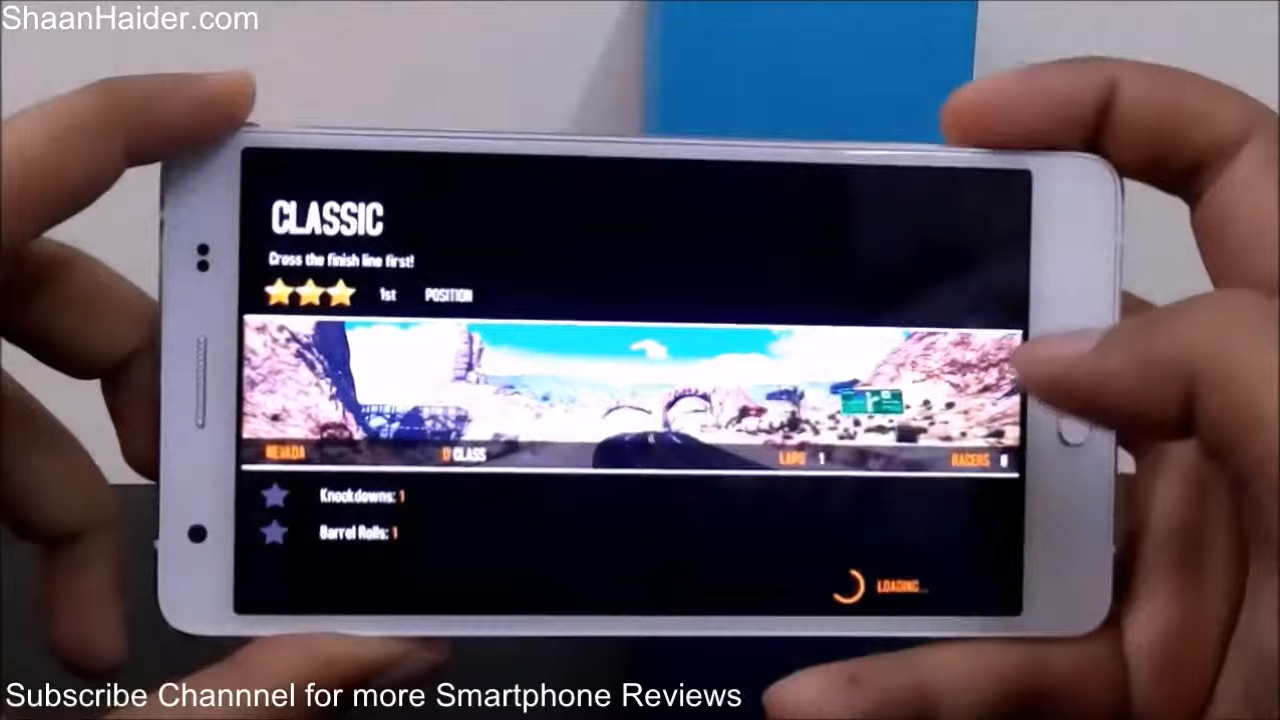 ShaanHaider.com
CLASSIC
Cross the finish line first!
1st POSITION
NEVADA D CLASS LAPS 1 RACERS
Knockdowns: 1
Barrel Rolls: 1
LOADING...
Subscribe Channnel for more Smartphone Reviews